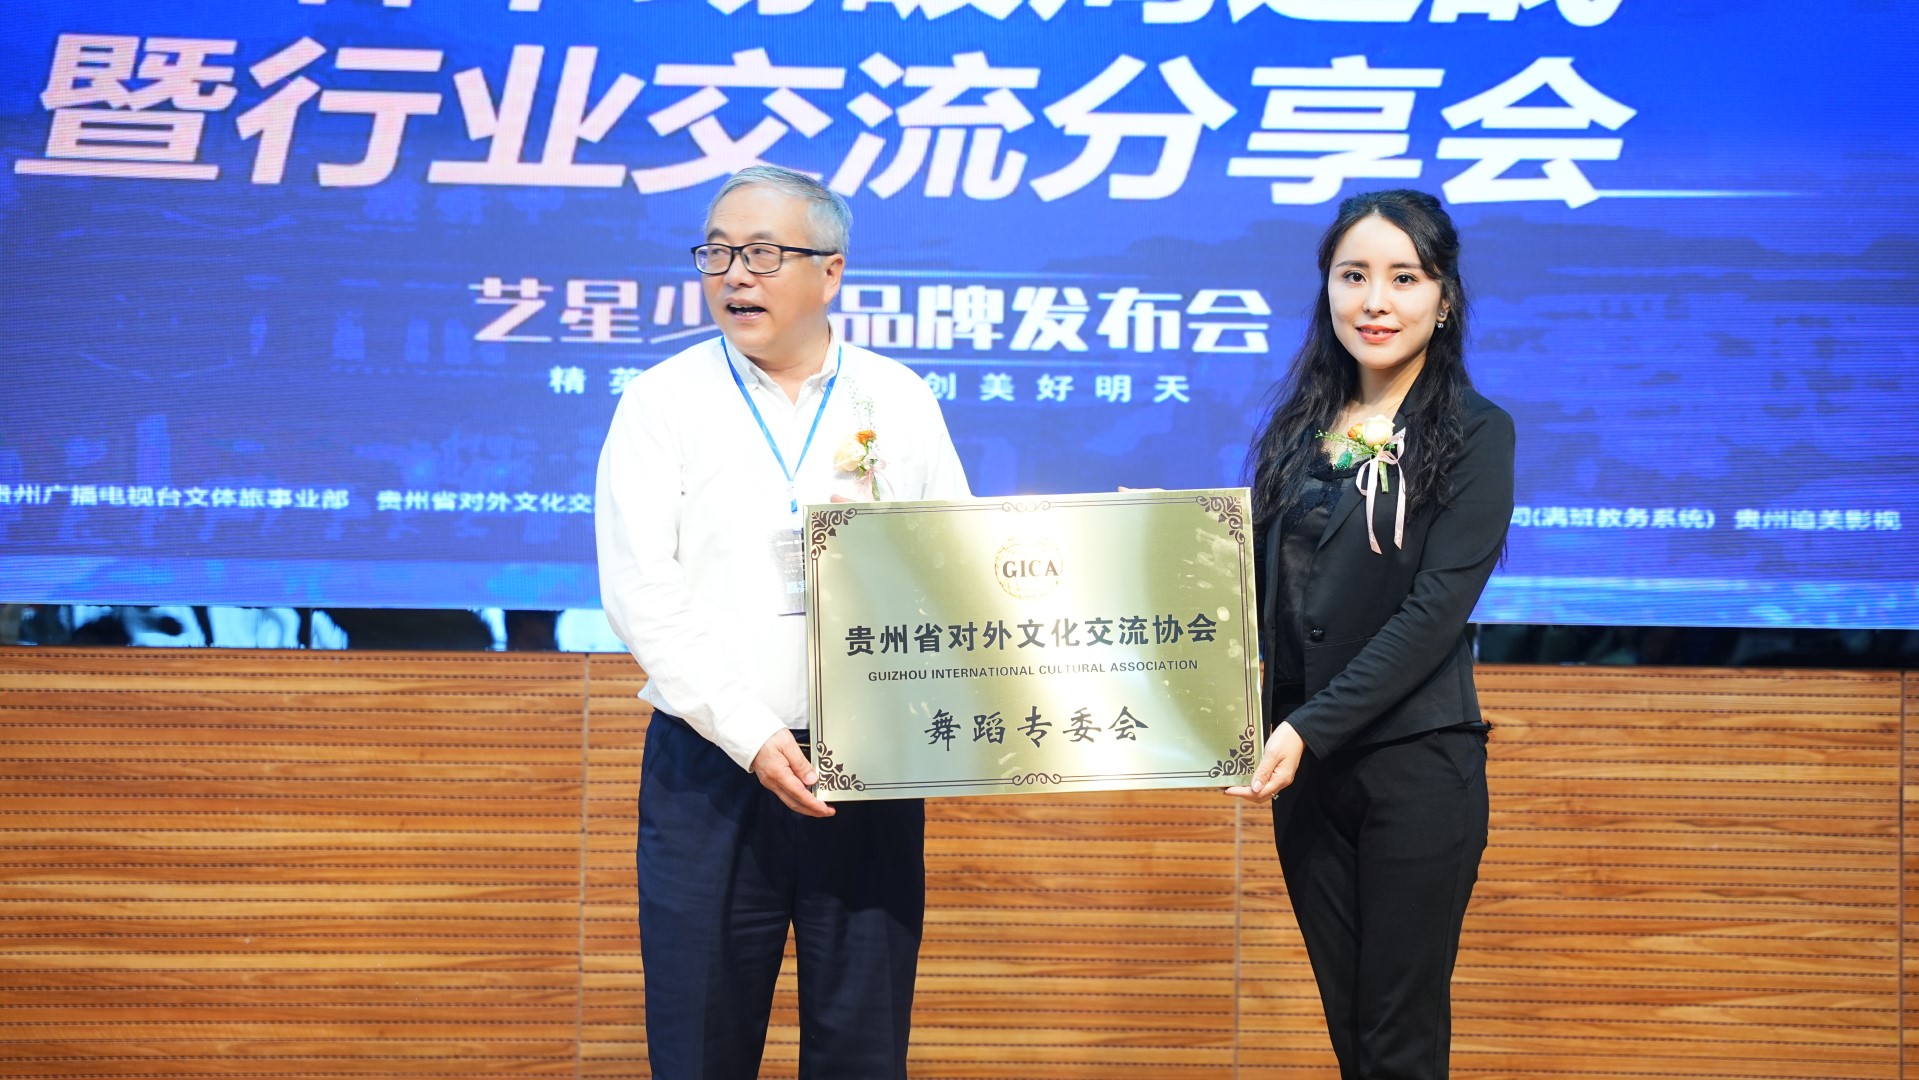 暨行业交流分享会
艺星少 品牌发布会
精英 创美好明天
贵州广播电视台文体旅事业部 贵州省对外文化交 司(满班教务系统) 贵州追美影视
GICA
贵州省对外文化交流协会
GUIZHOU INTERNATIONAL CULTURAL ASSOCIATION
舞蹈专委会